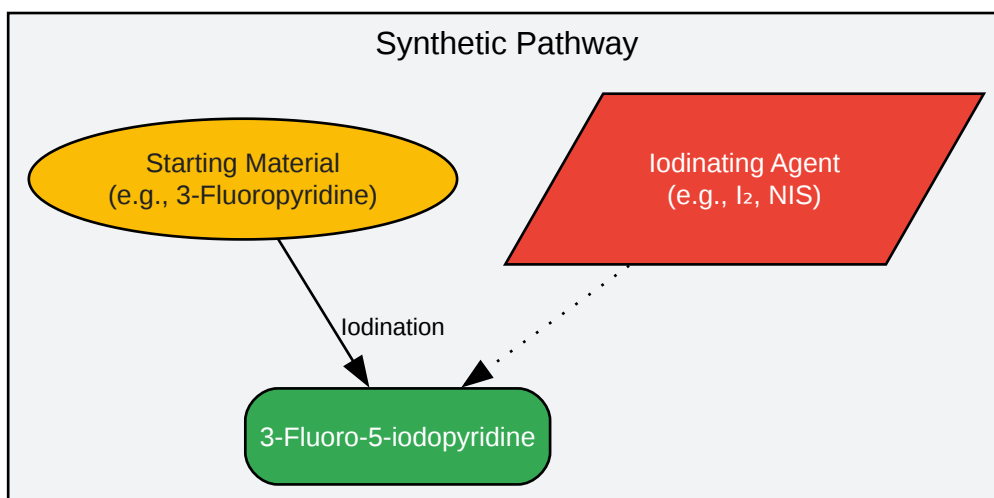 Synthetic Pathway
Starting Material
(e.g., 3-Fluoropyridine)
Iodinating Agent
(e.g., I₂, NIS)
Iodination
3-Fluoro-5-iodopyridine